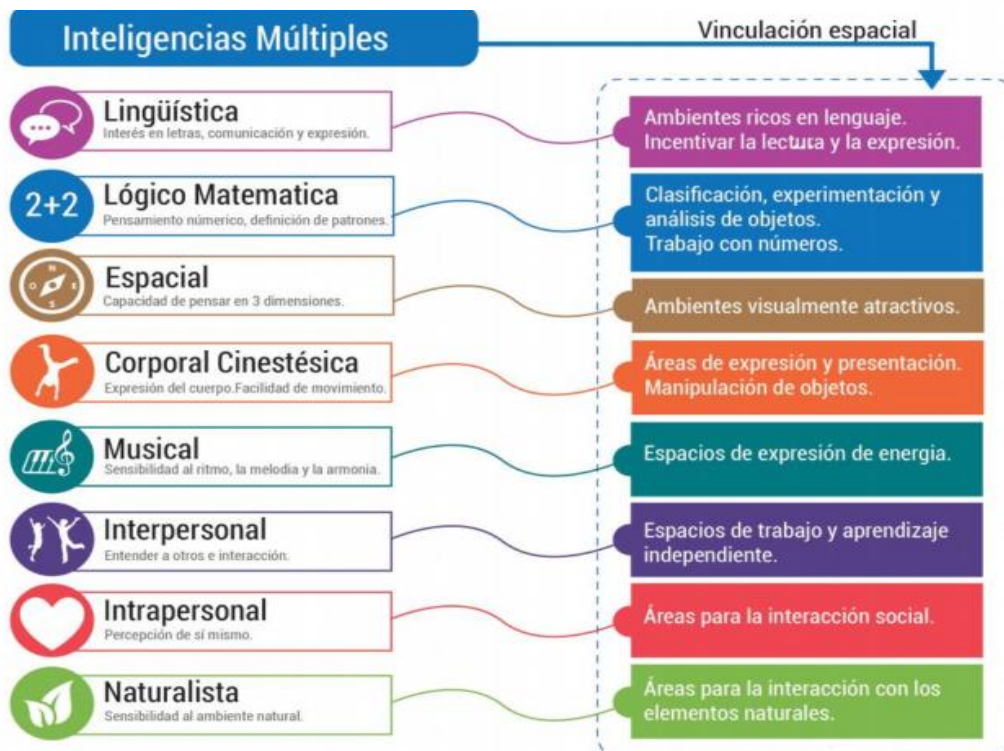 Inteligencias Múltiples
Vinculación espacial
Lingüística
Interés en letras, comunicación y expresión.
Ambientes ricos en lenguaje.
Incentivar la lectura y la expresión.
2+2
Lógico Matematica
Pensamiento númerico, definición de patrones.
Clasificación, experimentación y
análisis de objetos.
Trabajo con números.
N
O E
S
Espacial
Capacidad de pensar en 3 dimensiones.
Ambientes visualmente atractivos.
Corporal Cinestésica
Expresión del cuerpo.Facilidad de movimiento.
Áreas de expresión y presentación.
Manipulación de objetos.
Musical
Sensibilidad al ritmo, la melodia y la armonia.
Espacios de expresión de energia.
Interpersonal
Entender a otros e interacción.
Espacios de trabajo y aprendizaje
independiente.
Intrapersonal
Percepción de sí mismo.
Áreas para la interacción social.
Naturalista
Sensibilidad al ambiente natural.
Áreas para la interacción con los
elementos naturales.